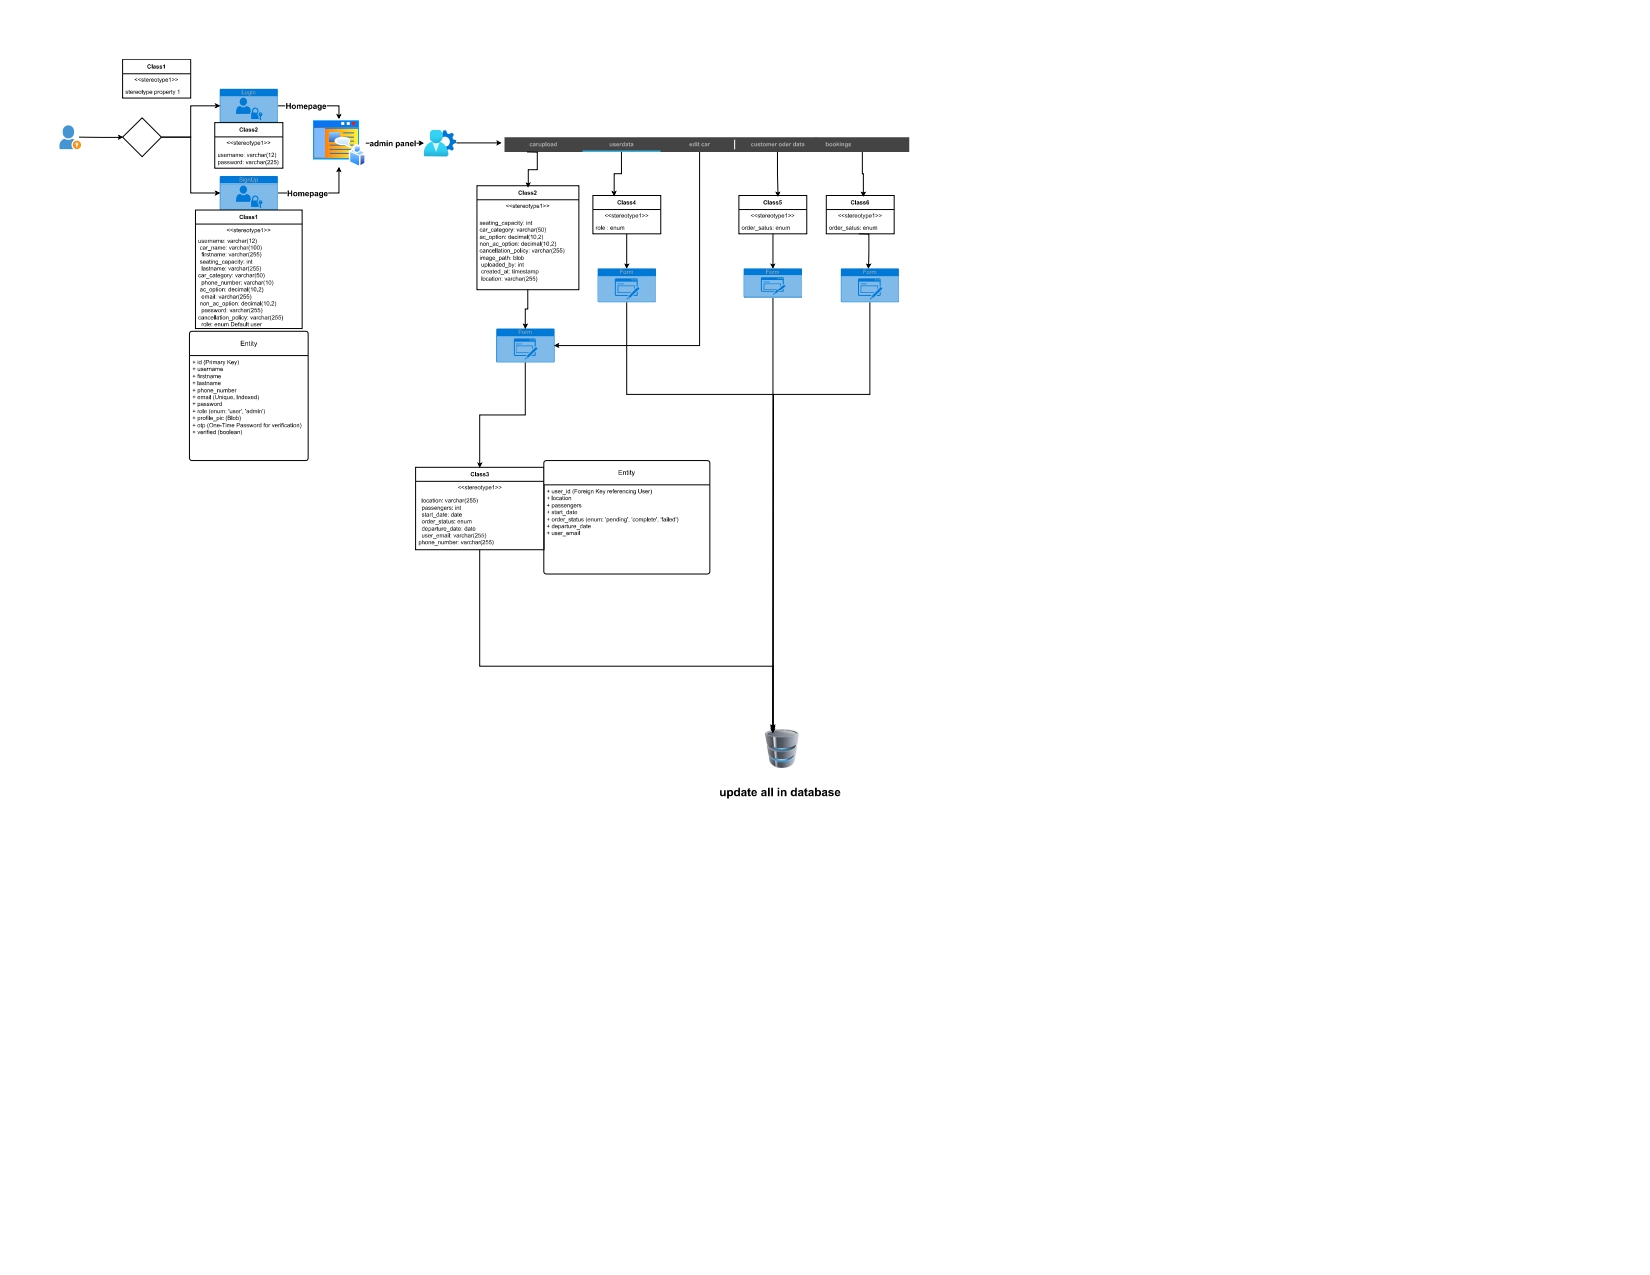 Class1
<<stereotype1>>
stereotype property 1
Login
Class2
<<stereotype1>>
username: varchar(12)
password: varchar(225)
Homepage
SignUp
Homepage
Class1
<<stereotype1>>
username: varchar(12)
car_name: varchar(100)
firstname: varchar(255)
seating_capacity: int
lastname: varchar(255)
car_category: varchar(50)
phone_number: varchar(10)
ac_option: decimal(10,2)
email: varchar(255)
non_ac_option: decimal(10,2)
password: varchar(255)
cancellation_policy: varchar(255)
role: enum Default user
Entity
+ id (Primary Key)
+ username
+ firstname
+ lastname
+ phone_number
+ email (Unique, Indexed)
+ password
+ role (enum: 'user', 'admin')
+ profile_pic (Blob)
+ otp (One-Time Password for verification)
+ verified (boolean)
admin panel
carupload
userdata
edit car
customer oder data
bookings
Class2
<<stereotype1>>
seating_capacity: int
car_category: varchar(50)
ac_option: decimal(10,2)
non_ac_option: decimal(10,2)
cancellation_policy: varchar(255)
image_path: blob
uploaded_by: int
created_at: timestamp
location: varchar(255)
Class4
<<stereotype1>>
role : enum
Class5
<<stereotype1>>
order_satus: enum
Class6
<<stereotype1>>
order_satus: enum
Form
Form
Form
Form
Class3
<<stereotype1>>
location: varchar(255)
passengers: int
start_date: date
order_status: enum
departure_date: date
user_email: varchar(255)
phone_number: varchar(255)
Entity
+ user_id (Foreign Key referencing User)
+ location
+ passengers
+ start_date
+ order_status (enum: 'pending', 'complete', 'failed')
+ departure_date
+ user_email
update all in database